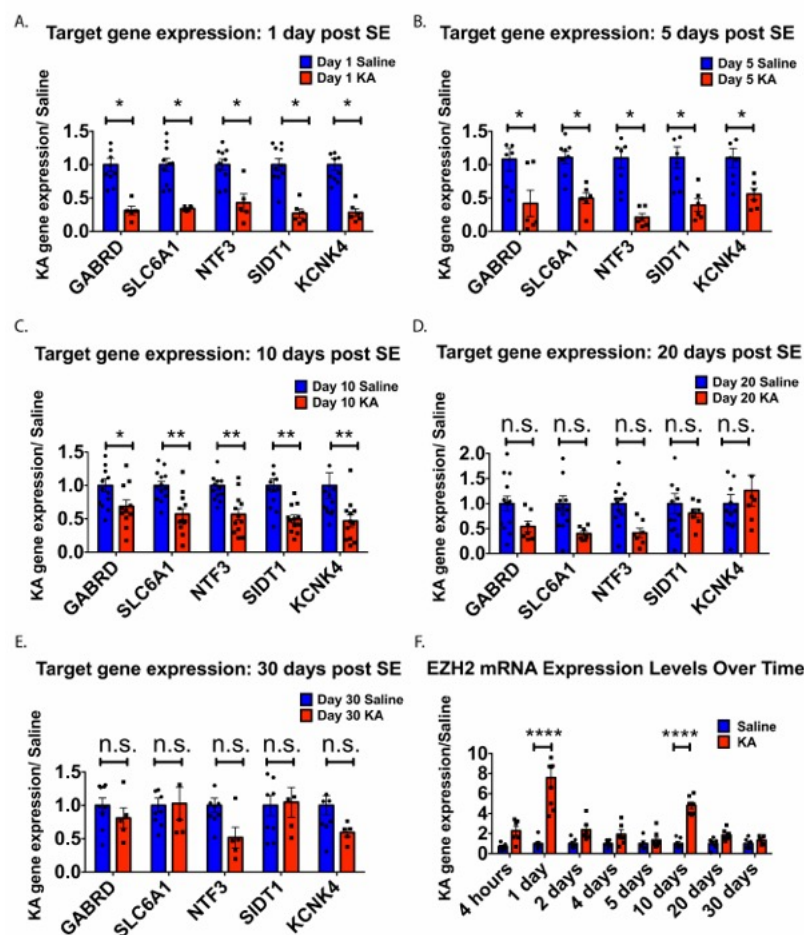 A.
Target gene expression: 1 day post SE
Day 1 Saline
Day 1 KA
* * * * *
KA gene expression/ Saline
1.5
1.0
0.5
0.0
GABRD SLC6A1 NTF3 SIDT1 KCNK4
B.
Target gene expression: 5 days post SE
Day 5 Saline
Day 5 KA
* * * * *
KA gene expression/ Saline
1.5
1.0
0.5
0.0
GABRD SLC6A1 NTF3 SIDT1 KCNK4
C.
Target gene expression: 10 days post SE
Day 10 Saline
Day 10 KA
* ** ** ** **
KA gene expression/ Saline
1.5
1.0
0.5
0.0
GABRD SLC6A1 NTF3 SIDT1 KCNK4
D.
Target gene expression: 20 days post SE
Day 20 Saline
Day 20 KA
n.s. n.s. n.s. n.s. n.s.
KA gene expression/ Saline
2.0
1.5
1.0
0.5
0.0
GABRD SLC6A1 NTF3 SIDT1 KCNK4
E.
Target gene expression: 30 days post SE
Day 30 Saline
Day 30 KA
n.s. n.s. n.s. n.s. n.s.
KA gene expression/ Saline
1.5
1.0
0.5
0.0
GABRD SLC6A1 NTF3 SIDT1 KCNK4
F.
EZH2 mRNA Expression Levels Over Time
Saline
KA
**** ****
KA gene expression/Saline
10
8
6
4
2
0
4 hours 1 day 2 days 4 days 5 days 10 days 20 days 30 days